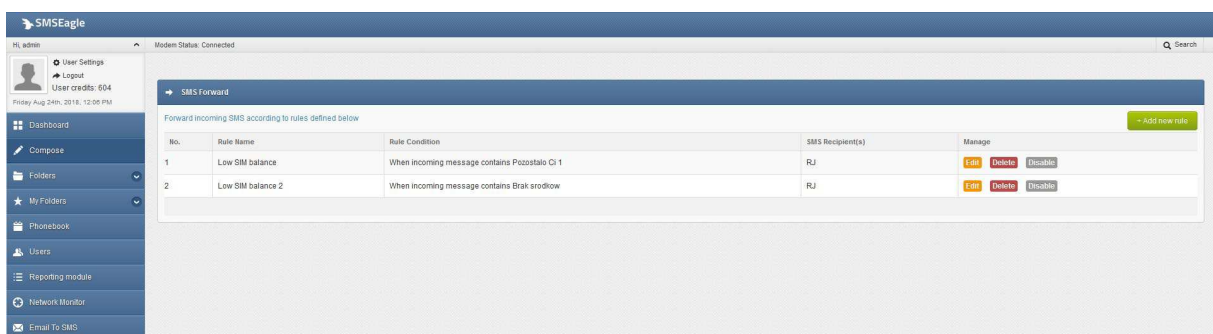 SMSEagle
Hi, admin
Modem Status: Connected
Search
User Settings
Logout
User credits: 604
Friday Aug 24th, 2018, 12:06 PM
SMS Forward
Forward incoming SMS according to rules defined below
+ Add new rule
No. Rule Name Rule Condition SMS Recipient(s) Manage
1 Low SIM balance When incoming message contains Pozostalo Ci 1 RJ Edit Delete Disable
2 Low SIM balance 2 When incoming message contains Brak srodkow RJ Edit Delete Disable
Dashboard
Compose
Folders
My Folders
Phonebook
Users
Reporting module
Network Monitor
Email To SMS